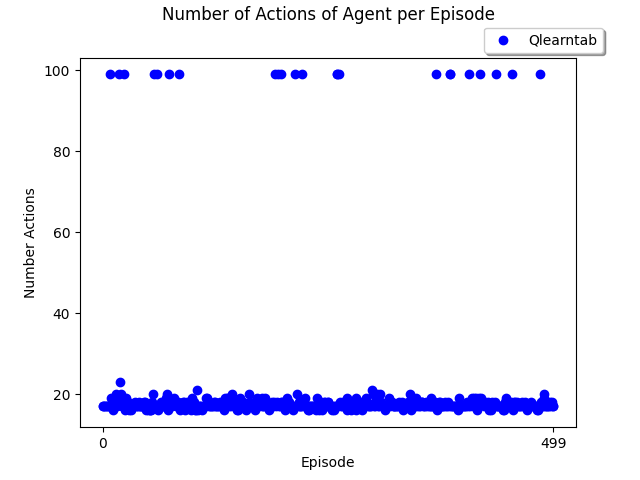 Number of Actions of Agent per Episode
Qlearntab
100
80
60
40
20
Number Actions
0
499
Episode